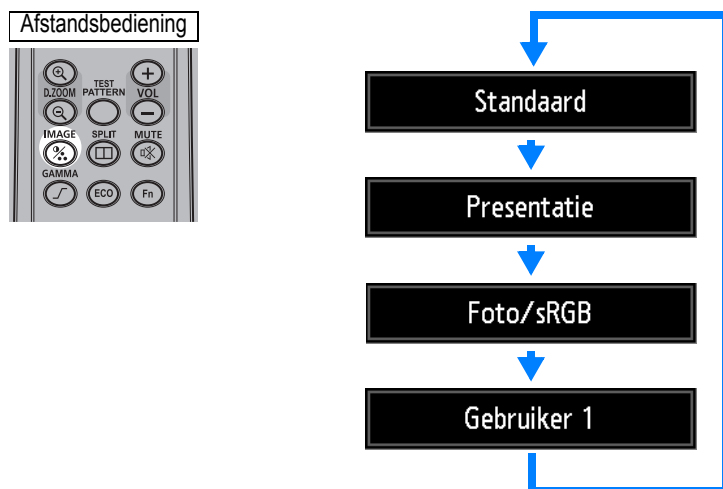 Afstandsbediening
D.ZOOM
TEST
PATTERN
VOL
IMAGE
SPLIT
MUTE
GAMMA
ECO
Fn
Standaard
Presentatie
Foto/sRGB
Gebruiker 1